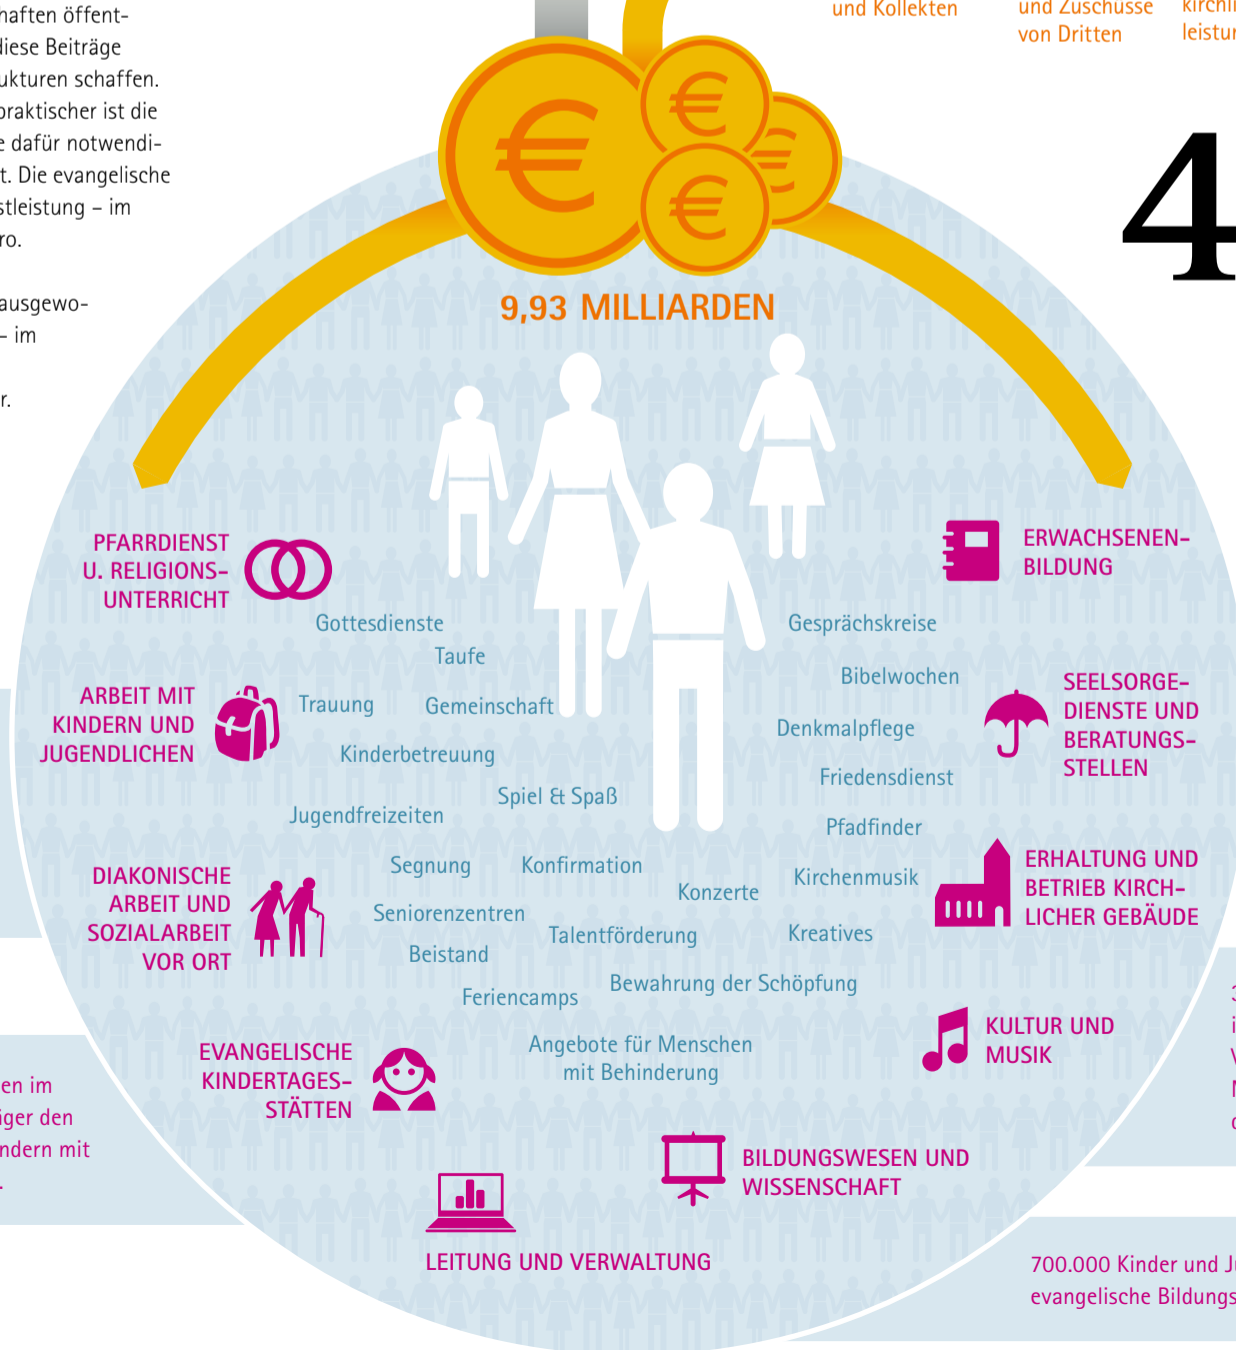 haften öffent-
diese Beiträge
ukturen schaffen.
praktischer ist die
e dafür notwendi-
t. Die evangelische
stleistung – im
ro.
ausgewo-
– im
r.
und Kollekten
und Zuschüsse
von Dritten
kirchli
leistur
4
9,93 MILLIARDEN
PFARRDIENST
U. RELIGIONS-
UNTERRICHT
ARBEIT MIT
KINDERN UND
JUGENDLICHEN
DIAKONISCHE
ARBEIT UND
SOZIALARBEIT
VOR ORT
EVANGELISCHE
KINDERTAGES-
STÄTTEN
LEITUNG UND VERWALTUNG
BILDUNGSWESEN UND
WISSENSCHAFT
KULTUR UND
MUSIK
ERHALTUNG UND
BETRIEB KIRCH-
LICHER GEBÄUDE
SEELSORGE-
DIENSTE UND
BERATUNGS-
STELLEN
ERWACHSENEN-
BILDUNG
Gottesdienste
Taufe
Trauung
Gemeinschaft
Kinderbetreuung
Spiel & Spaß
Jugendfreizeiten
Segnung
Konfirmation
Seniorenzentren
Beistand
Talentförderung
Feriencamps
Bewahrung der Schöpfung
Angebote für Menschen
mit Behinderung
Gesprächskreise
Bibelwochen
Denkmalpflege
Friedensdienst
Pfadfinder
Kirchenmusik
Konzerte
Kreatives
en im
äger den
ndern mit
.
700.000 Kinder und J
evangelische Bildungs